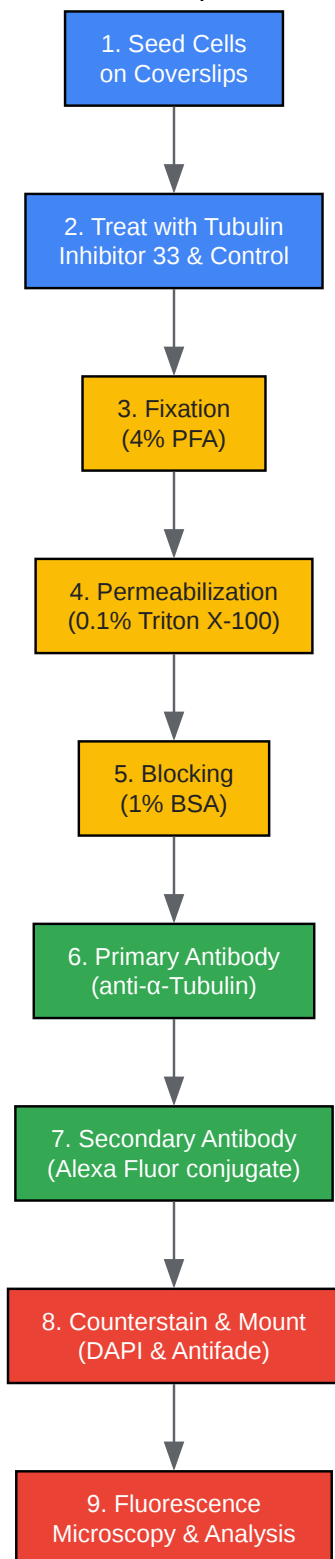 1. Seed Cells
on Coverslips
2. Treat with Tubulin
Inhibitor 33 & Control
3. Fixation
(4% PFA)
4. Permeabilization
(0.1% Triton X-100)
5. Blocking
(1% BSA)
6. Primary Antibody
(anti-α-Tubulin)
7. Secondary Antibody
(Alexa Fluor conjugate)
8. Counterstain & Mount
(DAPI & Antifade)
9. Fluorescence
Microscopy & Analysis